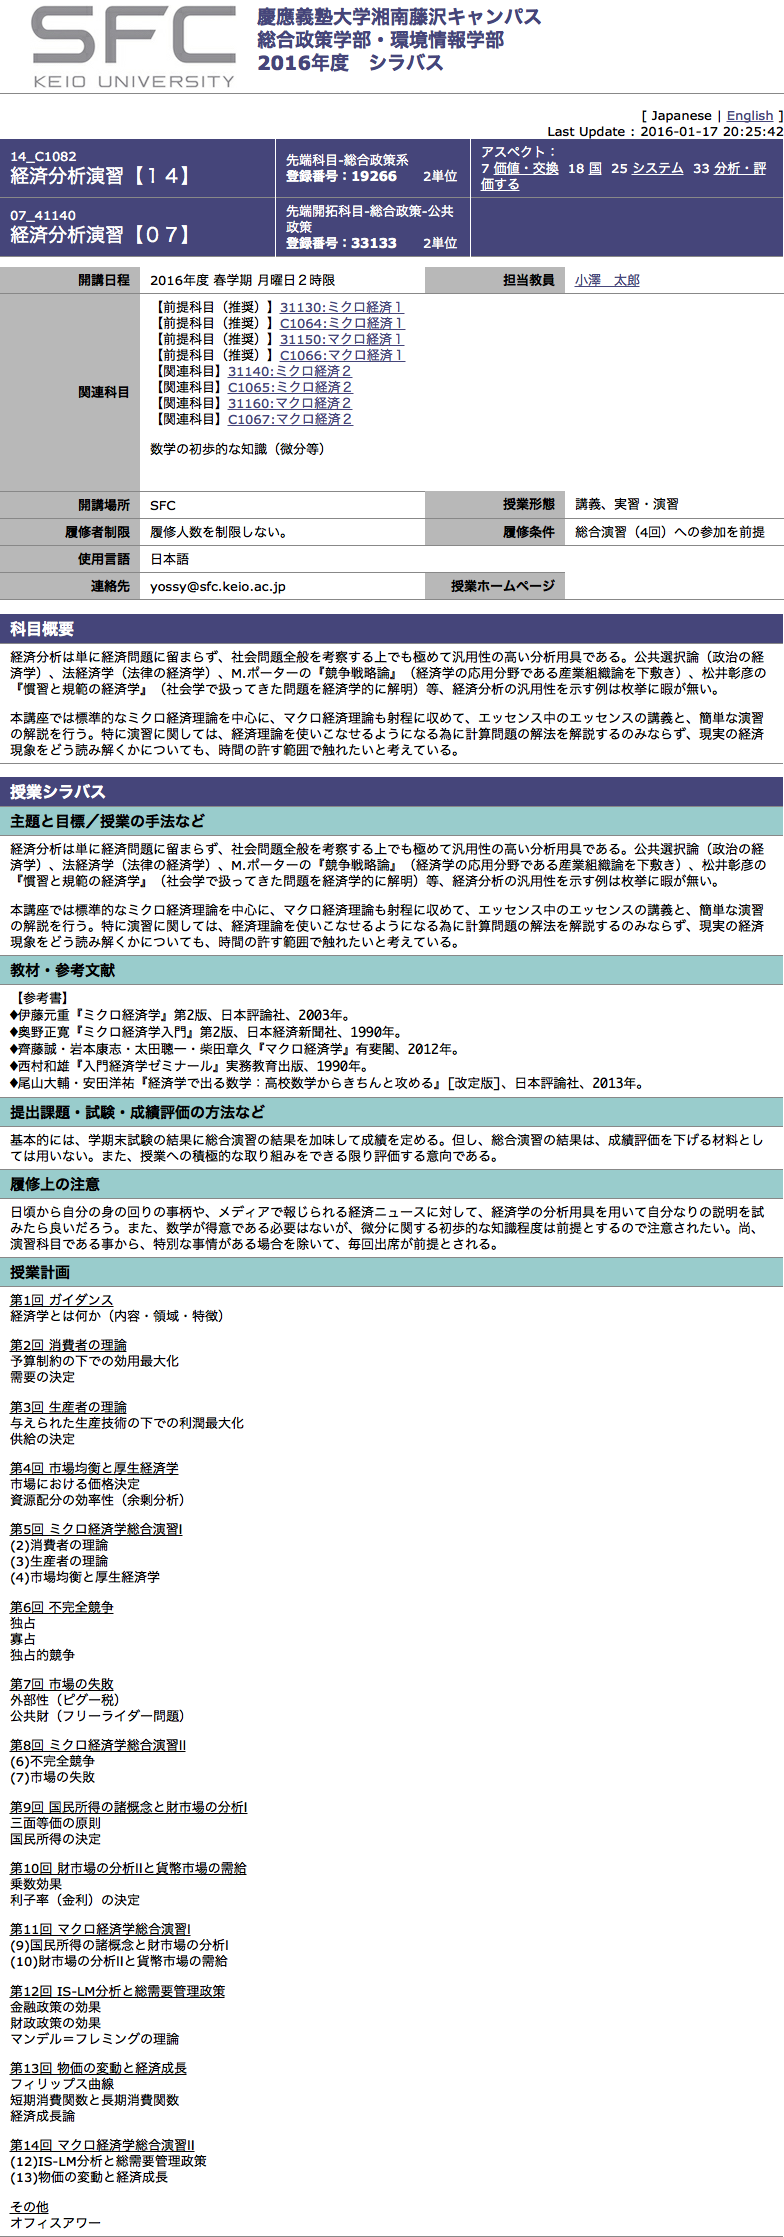 SFC
KEIO UNIVERSITY
慶應義塾大学湘南藤沢キャンパス
総合政策学部・環境情報学部
2016年度　シラバス
[ Japanese | English ]
Last Update : 2016-01-17 20:25:42
14_C1082
経済分析演習【１４】
先端科目-総合政策系
登録番号：19266　　2単位
アスペクト：
7 価値・交換 18 国 25 システム 33 分析・評
価する
07_41140
経済分析演習【０７】
先端開拓科目-総合政策-公共
政策
登録番号：33133　　2単位
開講日程
2016年度 春学期 月曜日２時限
担当教員
小澤　太郎
関連科目
【前提科目（推奨）】31130:ミクロ経済１
【前提科目（推奨）】C1064:ミクロ経済１
【前提科目（推奨）】31150:マクロ経済１
【前提科目（推奨）】C1066:マクロ経済１
【関連科目】31140:ミクロ経済２
【関連科目】C1065:ミクロ経済２
【関連科目】31160:マクロ経済２
【関連科目】C1067:マクロ経済２
数学の初歩的な知識（微分等）
開講場所
SFC
授業形態
講義、実習・演習
履修者制限
履修人数を制限しない。
履修条件
総合演習（4回）への参加を前提
使用言語
日本語
連絡先
yossy@sfc.keio.ac.jp
授業ホームページ
科目概要
経済分析は単に経済問題に留まらず、社会問題全般を考察する上でも極めて汎用性の高い分析用具である。公共選択論（政治の経
済学）、法経済学（法律の経済学）、M.ポーターの『競争戦略論』（経済学の応用分野である産業組織論を下敷き）、松井彰彦の
『慣習と規範の経済学』（社会学で扱ってきた問題を経済学的に解明）等、経済分析の汎用性を示す例は枚挙に暇が無い。
本講座では標準的なミクロ経済理論を中心に、マクロ経済理論も射程に収めて、エッセンス中のエッセンスの講義と、簡単な演習
の解説を行う。特に演習に関しては、経済理論を使いこなせるようになる為に計算問題の解法を解説するのみならず、現実の経済
現象をどう読み解くかについても、時間の許す範囲で触れたいと考えている。
授業シラバス
主題と目標／授業の手法など
経済分析は単に経済問題に留まらず、社会問題全般を考察する上でも極めて汎用性の高い分析用具である。公共選択論（政治の経
済学）、法経済学（法律の経済学）、M.ポーターの『競争戦略論』（経済学の応用分野である産業組織論を下敷き）、松井彰彦の
『慣習と規範の経済学』（社会学で扱ってきた問題を経済学的に解明）等、経済分析の汎用性を示す例は枚挙に暇が無い。
本講座では標準的なミクロ経済理論を中心に、マクロ経済理論も射程に収めて、エッセンス中のエッセンスの講義と、簡単な演習
の解説を行う。特に演習に関しては、経済理論を使いこなせるようになる為に計算問題の解法を解説するのみならず、現実の経済
現象をどう読み解くかについても、時間の許す範囲で触れたいと考えている。
教材・参考文献
【参考書】
♦伊藤元重『ミクロ経済学』第2版、日本評論社、2003年。
♦奥野正寛『ミクロ経済学入門』第2版、日本経済新聞社、1990年。
♦齊藤誠・岩本康志・太田聰一・柴田章久『マクロ経済学』有斐閣、2012年。
♦西村和雄『入門経済学ゼミナール』実務教育出版、1990年。
♦尾山大輔・安田洋祐『経済学で出る数学：高校数学からきちんと攻める』[改定版]、日本評論社、2013年。
提出課題・試験・成績評価の方法など
基本的には、学期末試験の結果に総合演習の結果を加味して成績を定める。但し、総合演習の結果は、成績評価を下げる材料とし
ては用いない。また、授業への積極的な取り組みをできる限り評価する意向である。
履修上の注意
日頃から自分の身の回りの事柄や、メディアで報じられる経済ニュースに対して、経済学の分析用具を用いて自分なりの説明を試
みたら良いだろう。また、数学が得意である必要はないが、微分に関する初歩的な知識程度は前提とするので注意されたい。尚、
演習科目である事から、特別な事情がある場合を除いて、毎回出席が前提とされる。
授業計画
第1回 ガイダンス
経済学とは何か（内容・領域・特徴）
第2回 消費者の理論
予算制約の下での効用最大化
需要の決定
第3回 生産者の理論
与えられた生産技術の下での利潤最大化
供給の決定
第4回 市場均衡と厚生経済学
市場における価格決定
資源配分の効率性（余剰分析）
第5回 ミクロ経済学総合演習I
(2)消費者の理論
(3)生産者の理論
(4)市場均衡と厚生経済学
第6回 不完全競争
独占
寡占
独占的競争
第7回 市場の失敗
外部性（ピグー税）
公共財（フリーライダー問題）
第8回 ミクロ経済学総合演習II
(6)不完全競争
(7)市場の失敗
第9回 国民所得の諸概念と財市場の分析I
三面等価の原則
国民所得の決定
第10回 財市場の分析IIと貨幣市場の需給
乗数効果
利子率（金利）の決定
第11回 マクロ経済学総合演習I
(9)国民所得の諸概念と財市場の分析I
(10)財市場の分析IIと貨幣市場の需給
第12回 IS-LM分析と総需要管理政策
金融政策の効果
財政政策の効果
マンデル＝フレミングの理論
第13回 物価の変動と経済成長
フィリップス曲線
短期消費関数と長期消費関数
経済成長論
第14回 マクロ経済学総合演習II
(12)IS-LM分析と総需要管理政策
(13)物価の変動と経済成長
その他
オフィスアワー